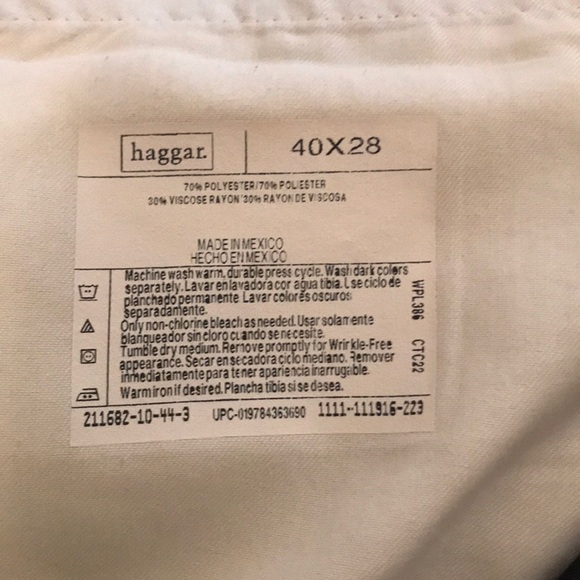 haggar.
40X28
70% POLYESTER/70% POLIESTER
30% VISCOSE RAYON/30% RAYON DE VISCOSA
MADE IN MEXICO
HECHO EN MEXICO
Machine wash warm, durable press cycle. Wash dark colors
separately. Lavar en lavadora cor agua tibia. Use ciclo de
planchado permanente Lavar colores oscuros
separadamente.
Only non-chlorine bleach as needed. Usar solamente
blanqueador sin cloro cuando se necesite.
Tumble dry medium. Remove promptly for Wrinkle-Free
appearance. Secar en secadora ciclo mediano. Remover
inmediatamente para tener apariencia inarrugable.
Warm iron if desired. Plancha tibia si se desea.
WPL386 CTC22
211682-10-44-3 UPC-019784363690 1111-111916-223